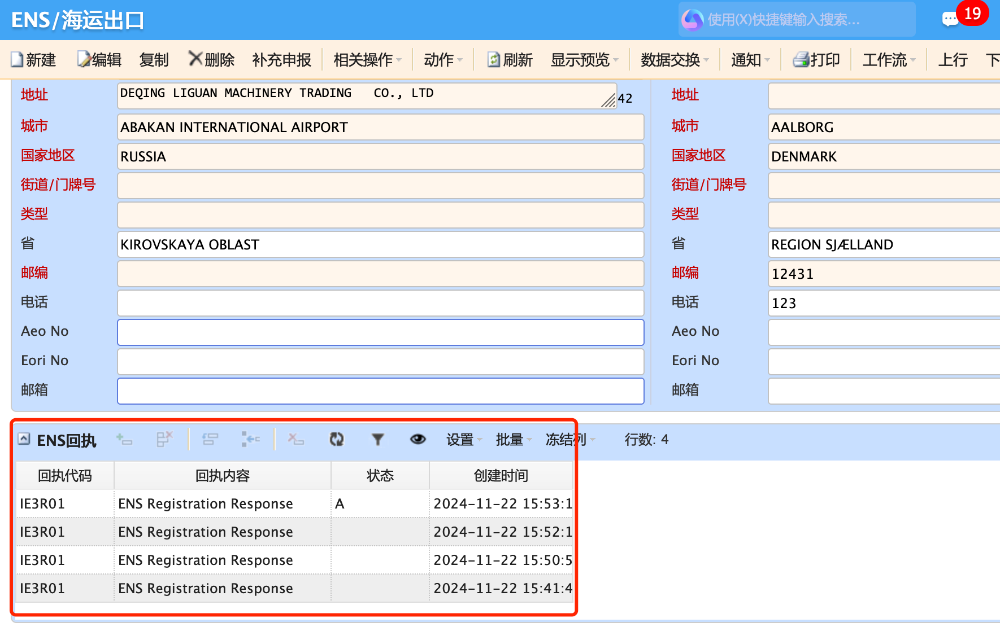 ENS/海运出口 使用(X)快捷键输入搜索... 19
新建 编辑 复制 删除 补充申报 相关操作 动作 刷新 显示预览 数据交换 通知 打印 工作流 上行 下
地址 DEQING LIGUAN MACHINERY TRADING   CO., LTD 42 地址
城市 ABAKAN INTERNATIONAL AIRPORT 城市 AALBORG
国家地区 RUSSIA 国家地区 DENMARK
街道/门牌号 街道/门牌号
类型 类型
省 KIROVSKAYA OBLAST 省 REGION SJÆLLAND
邮编 邮编 12431
电话 电话 123
Aeo No Aeo No
Eori No Eori No
邮箱 邮箱
ENS回执 设置 批量 冻结列 行数: 4
回执代码 回执内容 状态 创建时间
IE3R01 ENS Registration Response A 2024-11-22 15:53:1
IE3R01 ENS Registration Response 2024-11-22 15:52:1
IE3R01 ENS Registration Response 2024-11-22 15:50:5
IE3R01 ENS Registration Response 2024-11-22 15:41:4